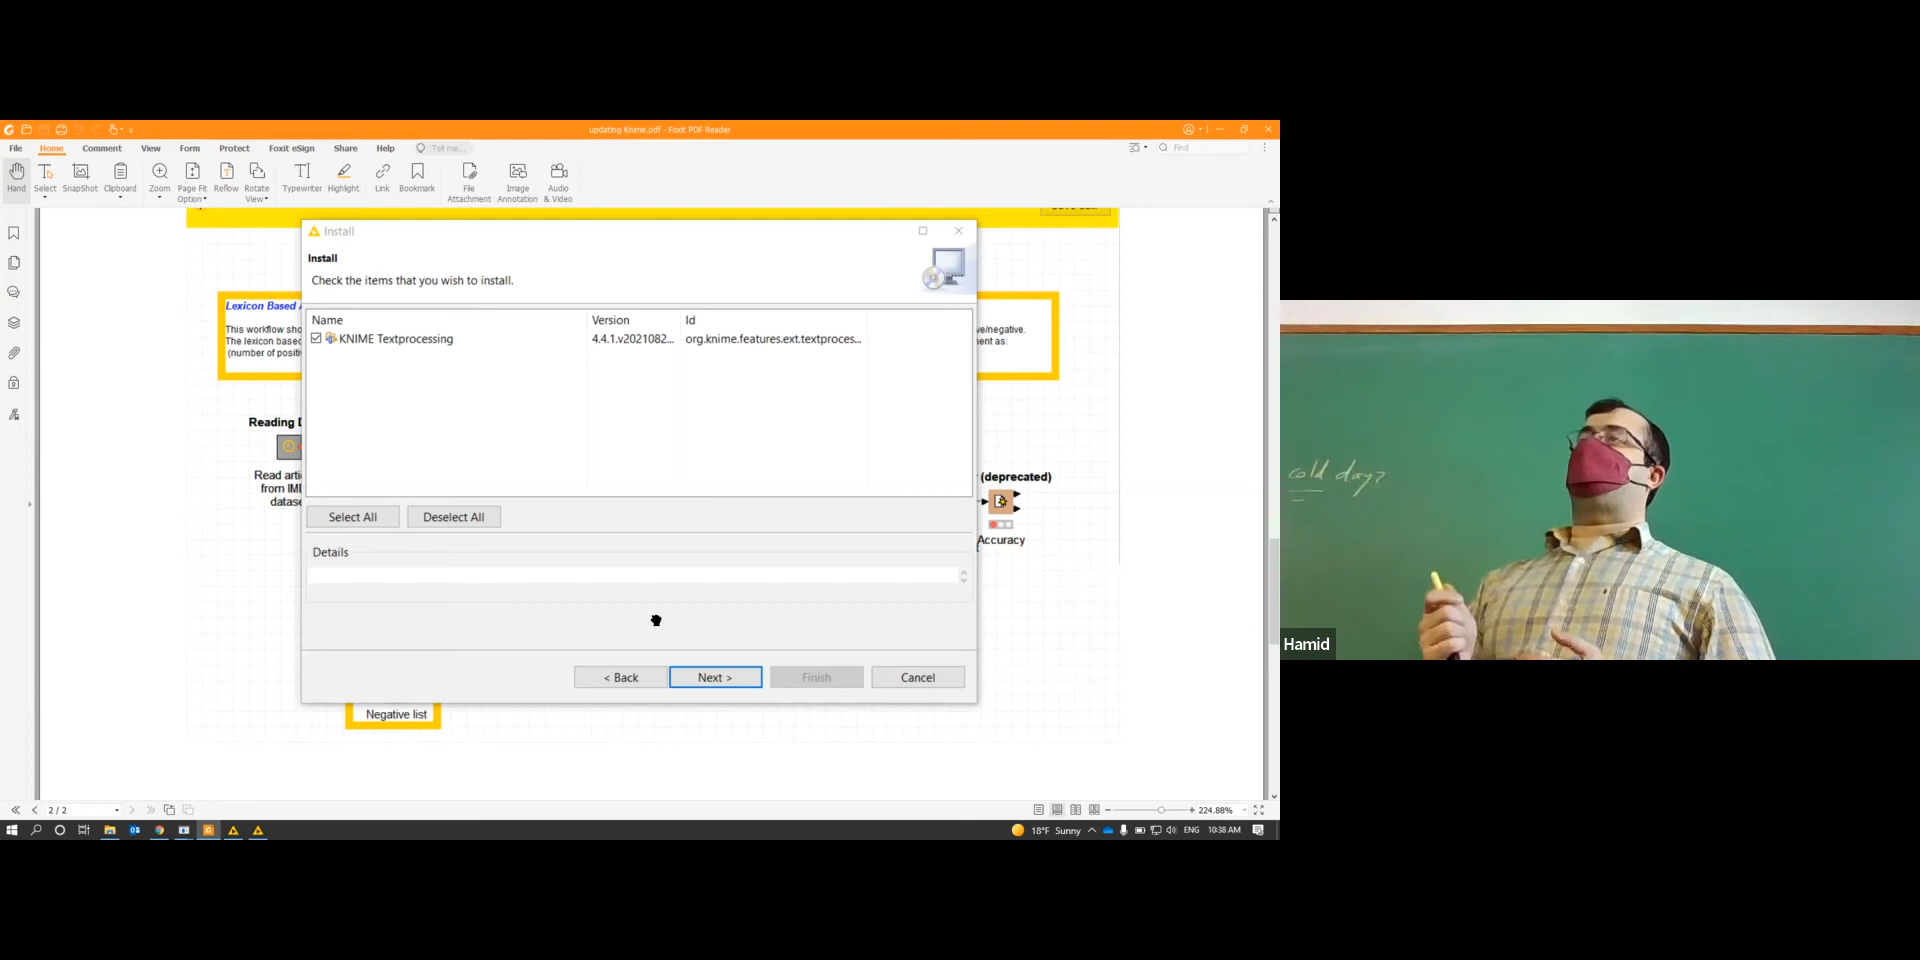 updating Knime.pdf - Foxit PDF Reader
File Home Comment View Form Protect Foxit eSign Share Help Tell me... Find
Hand Select SnapShot Clipboard Zoom Page Fit Option Reflow Rotate View Typewriter Highlight Link Bookmark File Attachment Image Annotation Audio & Video
Install
Install
Check the items that you wish to install.
Name Version Id
KNIME Textprocessing 4.4.1.v2021082... org.knime.features.ext.textproces...
Select All Deselect All
Details
< Back Next > Finish Cancel
Lexicon Based
This workflow sho
The lexicon base
(number of positi
ve/negative.
ent as:
Reading
Read arti
from IM
datase
(deprecated)
Accuracy
Negative list
2 / 2
224.88%
18°F Sunny ENG 10:38 AM
cold days
Hamid